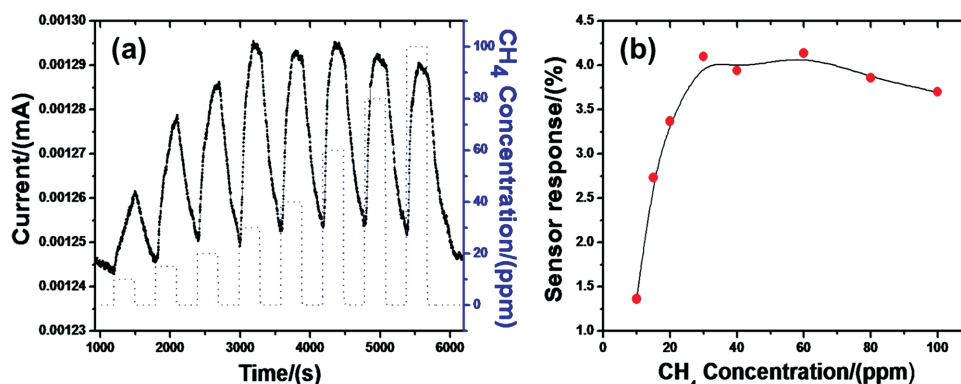 (a)
0.00130
0.00129
0.00128
0.00127
0.00126
0.00125
0.00124
0.00123
Current/(mA)
1000 2000 3000 4000 5000 6000
Time/(s)
100
80
60
40
20
0
CH4 Concentration/(ppm)
(b)
4.5
4.0
3.5
3.0
2.5
2.0
1.5
1.0
Sensor response/(%)
0 20 40 60 80 100
CH4 Concentration/(ppm)